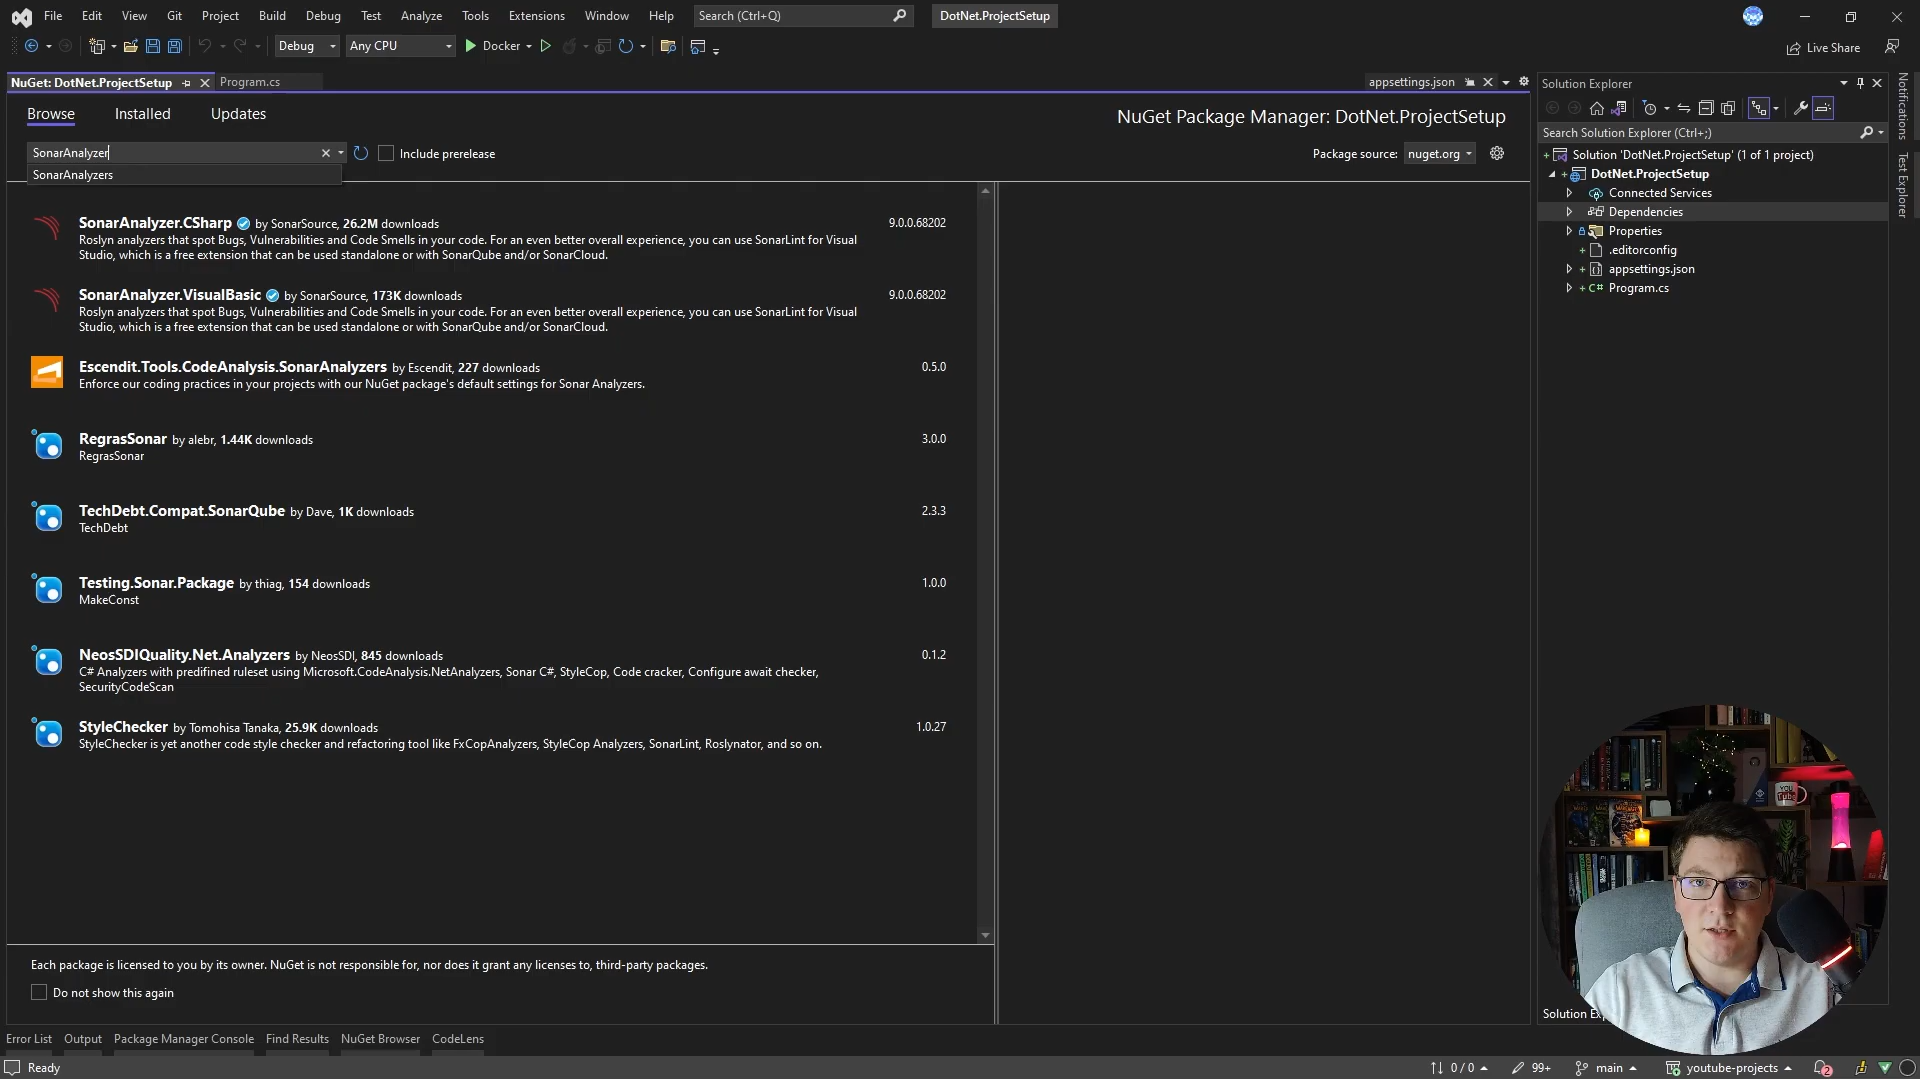 File Edit View Git Project Build Debug Test Analyze Tools Extensions Window Help Search (Ctrl+Q) DotNet.ProjectSetup
Debug Any CPU Docker Live Share
NuGet: DotNet.ProjectSetup Program.cs appsettings.json
Browse Installed Updates
NuGet Package Manager: DotNet.ProjectSetup
SonarAnalyzer Include prerelease
Package source: nuget.org
SonarAnalyzers
SonarAnalyzer.CSharp by SonarSource, 26.2M downloads 9.0.0.68202
Roslyn analyzers that spot Bugs, Vulnerabilities and Code Smells in your code. For an even better overall experience, you can use SonarLint for Visual
Studio, which is a free extension that can be used standalone or with SonarQube and/or SonarCloud.
SonarAnalyzer.VisualBasic by SonarSource, 173K downloads 9.0.0.68202
Roslyn analyzers that spot Bugs, Vulnerabilities and Code Smells in your code. For an even better overall experience, you can use SonarLint for Visual
Studio, which is a free extension that can be used standalone or with SonarQube and/or SonarCloud.
Escendit.Tools.CodeAnalysis.SonarAnalyzers by Escendit, 227 downloads 0.5.0
Enforce our coding practices in your projects with our NuGet package's default settings for Sonar Analyzers.
RegrasSonar by alebr, 1.44K downloads 3.0.0
RegrasSonar
TechDebt.Compat.SonarQube by Dave, 1K downloads 2.3.3
TechDebt
Testing.Sonar.Package by thiag, 154 downloads 1.0.0
MakeConst
NeosSDIQuality.Net.Analyzers by NeosSDI, 845 downloads 0.1.2
C# Analyzers with predifined ruleset using Microsoft.CodeAnalysis.NetAnalyzers, Sonar C#, StyleCop, Code cracker, Configure await checker,
SecurityCodeScan
StyleChecker by Tomohisa Tanaka, 25.9K downloads 1.0.27
StyleChecker is yet another code style checker and refactoring tool like FxCopAnalyzers, StyleCop Analyzers, SonarLint, Roslynator, and so on.
Each package is licensed to you by its owner. NuGet is not responsible for, nor does it grant any licenses to, third-party packages.
Do not show this again
Solution Explorer
Search Solution Explorer (Ctrl+;)
Solution 'DotNet.ProjectSetup' (1 of 1 project)
DotNet.ProjectSetup
Connected Services
Dependencies
Properties
.editorconfig
appsettings.json
C# Program.cs
Notifications
Test Explorer
YOU
Tube
Solution
Error List Output Package Manager Console Find Results NuGet Browser CodeLens
Ready 0 / 0 99+ main youtube-projects 2